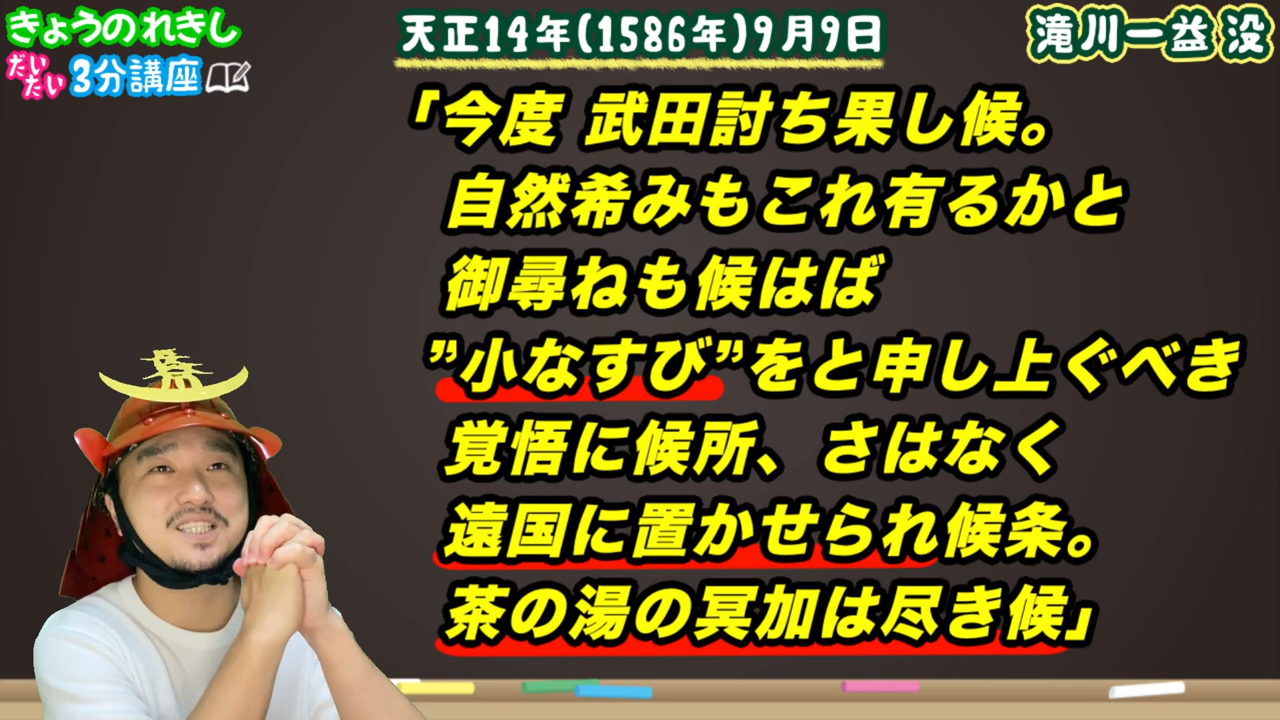 きょうのれきし
だいたい3分講座
天正14年(1586年)9月9日
滝川一益 没
「今度 武田討ち果し候。
自然希みもこれ有るかと
御尋ねも候はば
”小なすび”をと申し上ぐべき
覚悟に候所、さはなく
遠国に置かせられ候条。
茶の湯の冥加は尽き候」